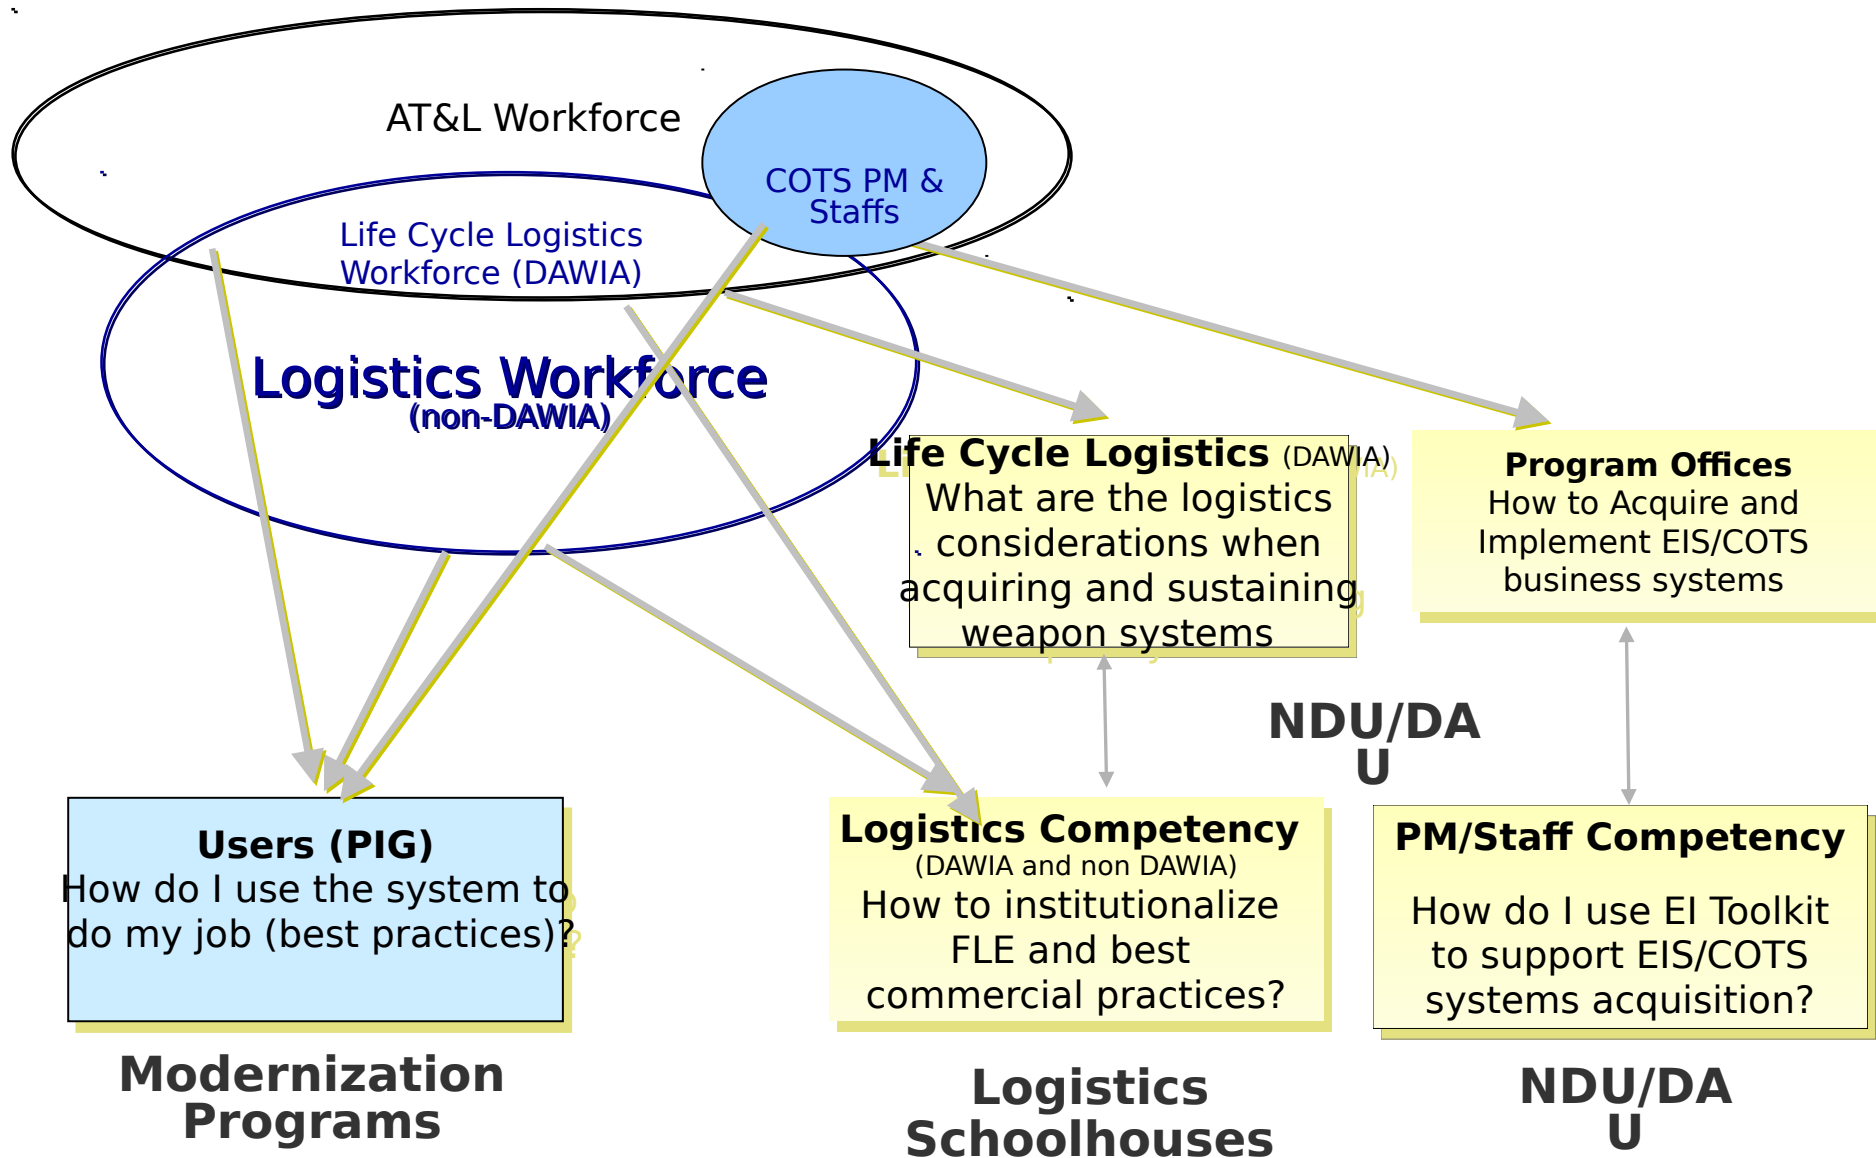 AT&L Workforce
COTS PM &
Staffs
Life Cycle Logistics
Workforce (DAWIA)
Logistics Workforce
(non-DAWIA)
Life Cycle Logistics (DAWIA)
What are the logistics
considerations when
acquiring and sustaining
weapon systems
Program Offices
How to Acquire and
Implement EIS/COTS
business systems
NDU/DA
U
Users (PIG)
How do I use the system to
do my job (best practices)?
Logistics Competency
(DAWIA and non DAWIA)
How to institutionalize
FLE and best
commercial practices?
PM/Staff Competency
How do I use EI Toolkit
to support EIS/COTS
systems acquisition?
Modernization
Programs
Logistics
Schoolhouses
NDU/DA
U